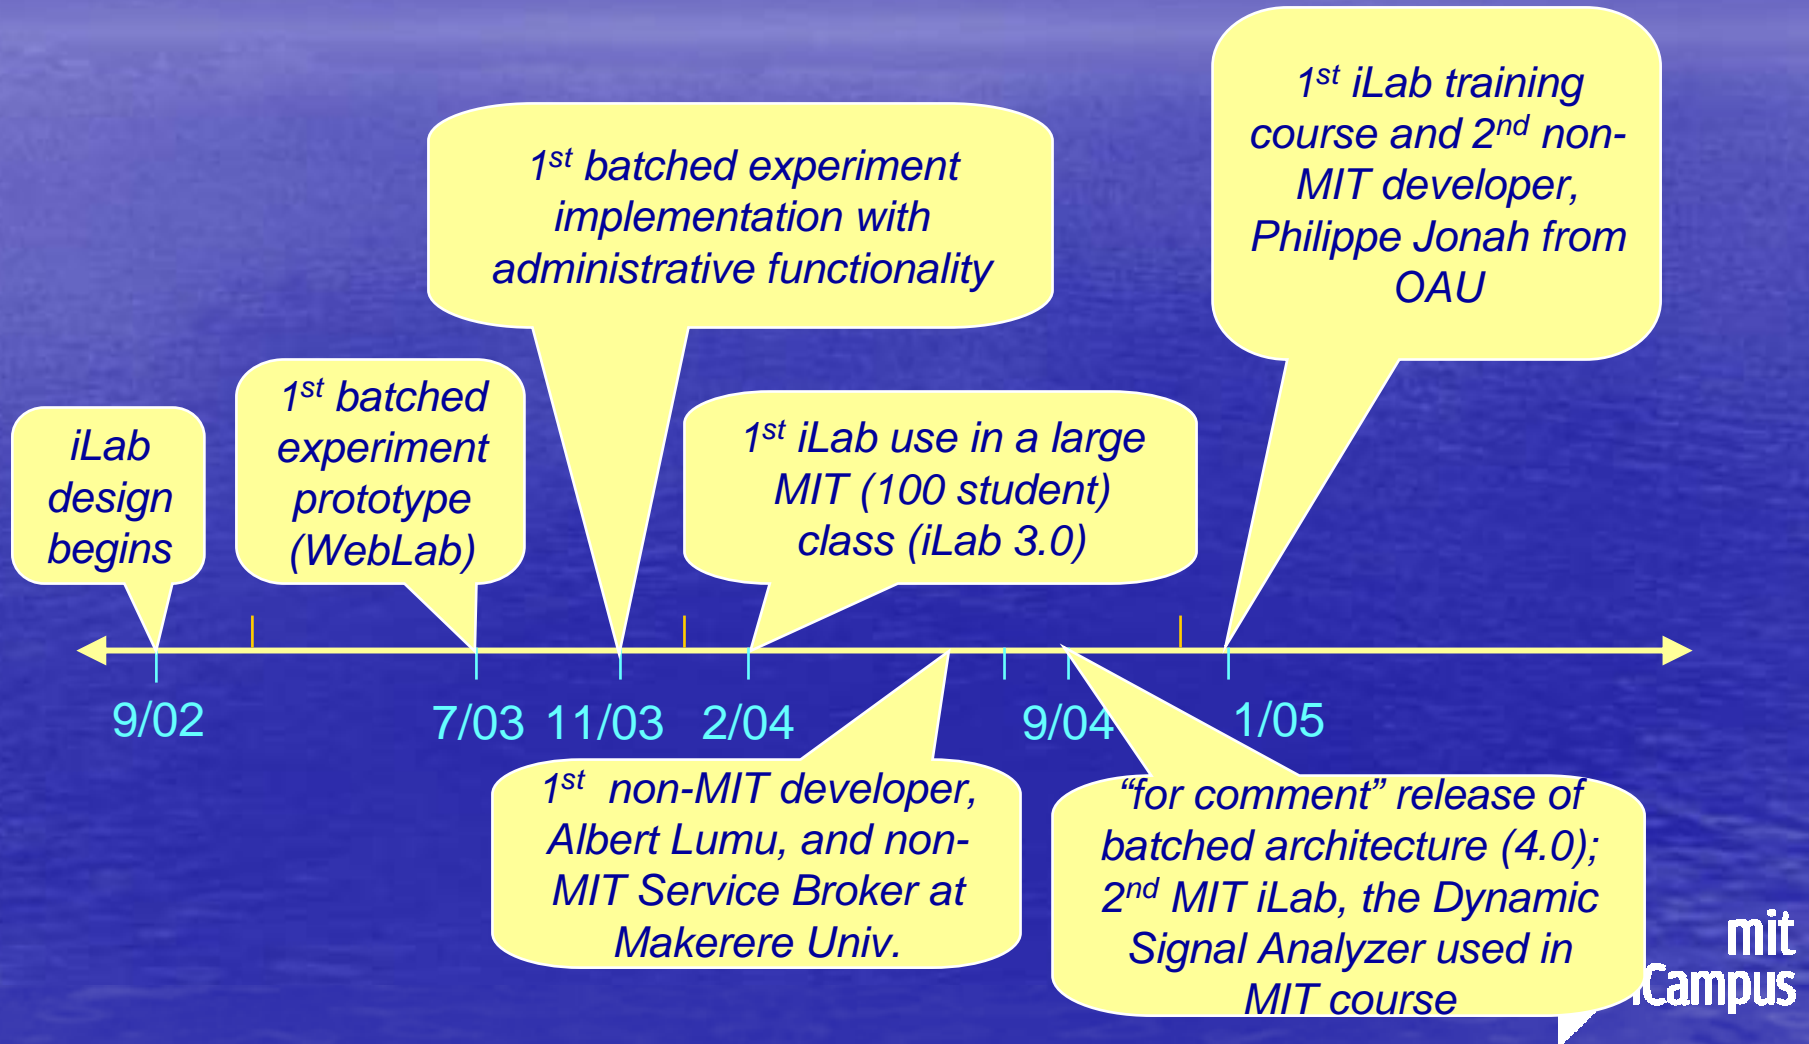 iLab
design
begins
1st batched
experiment
prototype
(WebLab)
1st batched experiment
implementation with
administrative functionality
1st iLab use in a large
MIT (100 student)
class (iLab 3.0)
1st iLab training
course and 2nd non-
MIT developer,
Philippe Jonah from
OAU
9/02
7/03
11/03
2/04
9/04
1/05
1st non-MIT developer,
Albert Lumu, and non-
MIT Service Broker at
Makerere Univ.
“for comment” release of
batched architecture (4.0);
2nd MIT iLab, the Dynamic
Signal Analyzer used in
MIT course
mit
iCampus